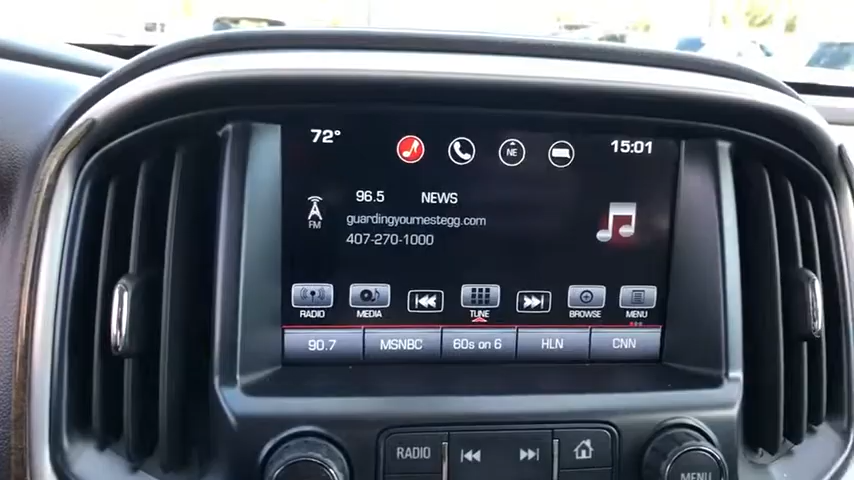 72° NE 15:01
96.5 NEWS
FM guardingyournestegg.com
407-270-1000
RADIO MEDIA TUNE BROWSE MENU
90.7 MSNBC 60s on 6 HLN CNN
RADIO
MENU